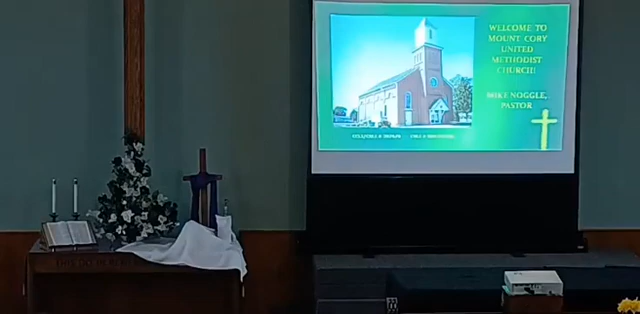 WELCOME TO
MOUNT CORY
UNITED
METHODIST
CHURCH!
MIKE NOGGLE,
PASTOR